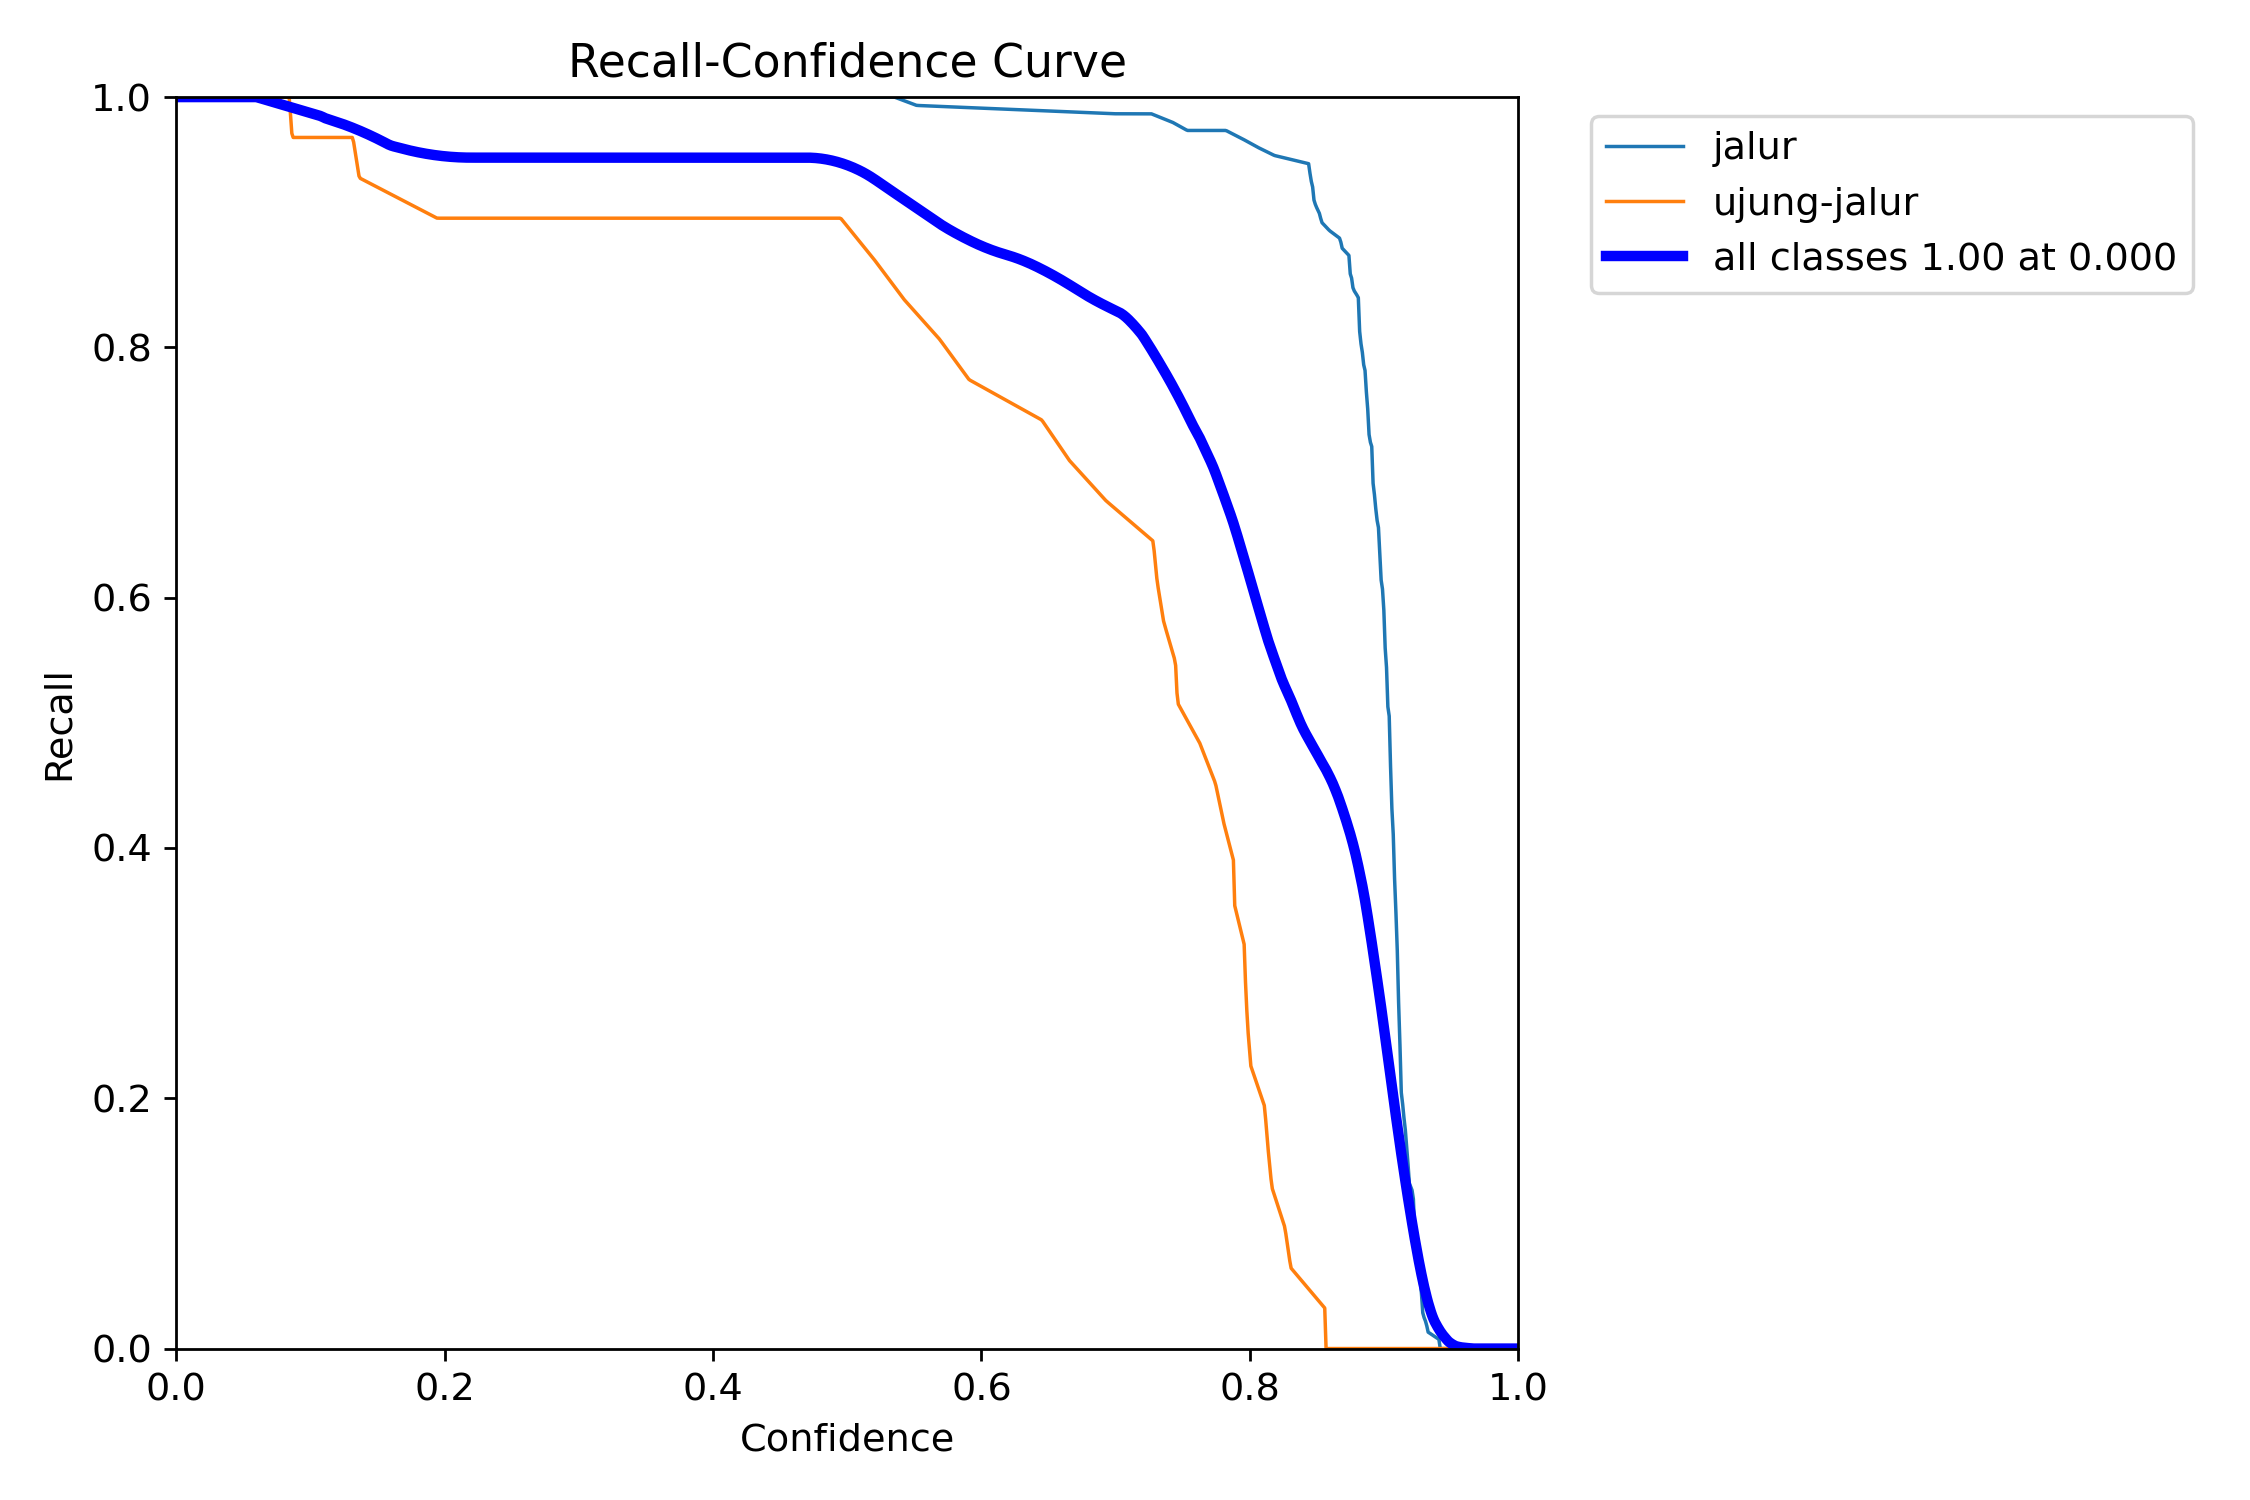 Recall-Confidence Curve
1.0
0.8
0.6
0.4
0.2
0.0
Recall
0.0 0.2 0.4 0.6 0.8 1.0
Confidence
jalur
ujung-jalur
all classes 1.00 at 0.000